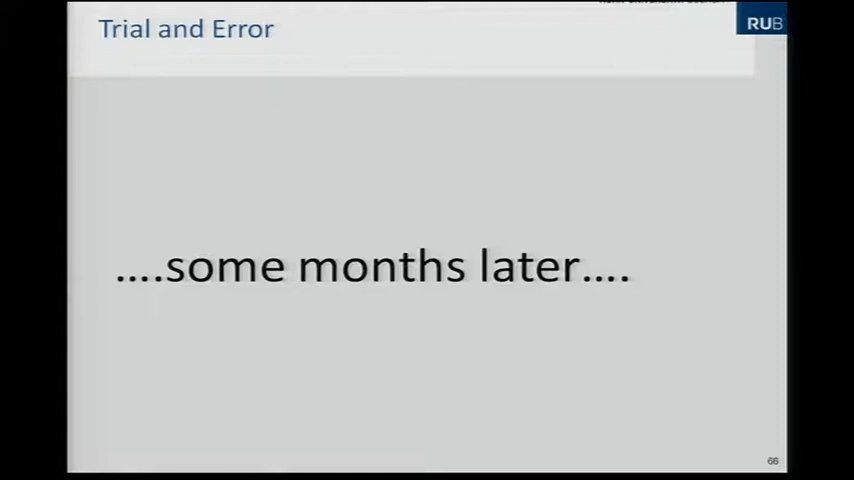 Trial and Error
RUB
....some months later....
66